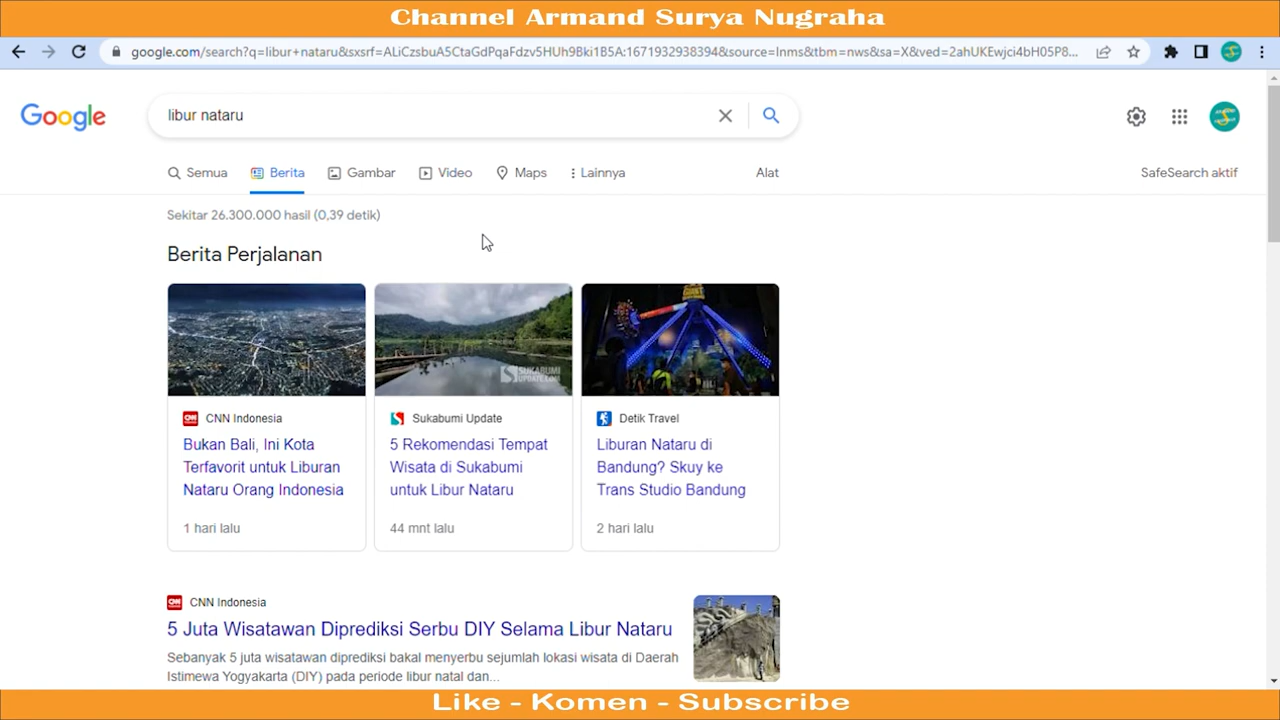 Channel Armand Surya Nugraha
google.com/search?q=libur+nataru&sxsrf=ALiCzsbuA5CtaGdPqaFdzv5HUh9Bki1B5A:1671932938394&source=lnms&tbm=nws&sa=X&ved=2ahUKEwjci4bH05P8...
Google
libur nataru
Semua Berita Gambar Video Maps Lainnya Alat SafeSearch aktif
Sekitar 26.300.000 hasil (0,39 detik)
Berita Perjalanan
SUKABUMI
UPDATE.COM
CNN Indonesia
Bukan Bali, Ini Kota
Terfavorit untuk Liburan
Nataru Orang Indonesia
1 hari lalu
Sukabumi Update
5 Rekomendasi Tempat
Wisata di Sukabumi
untuk Libur Nataru
44 mnt lalu
Detik Travel
Liburan Nataru di
Bandung? Skuy ke
Trans Studio Bandung
2 hari lalu
CNN Indonesia
5 Juta Wisatawan Diprediksi Serbu DIY Selama Libur Nataru
Sebanyak 5 juta wisatawan diprediksi bakal menyerbu sejumlah lokasi wisata di Daerah
Istimewa Yogyakarta (DIY) pada periode libur natal dan...
Like - Komen - Subscribe